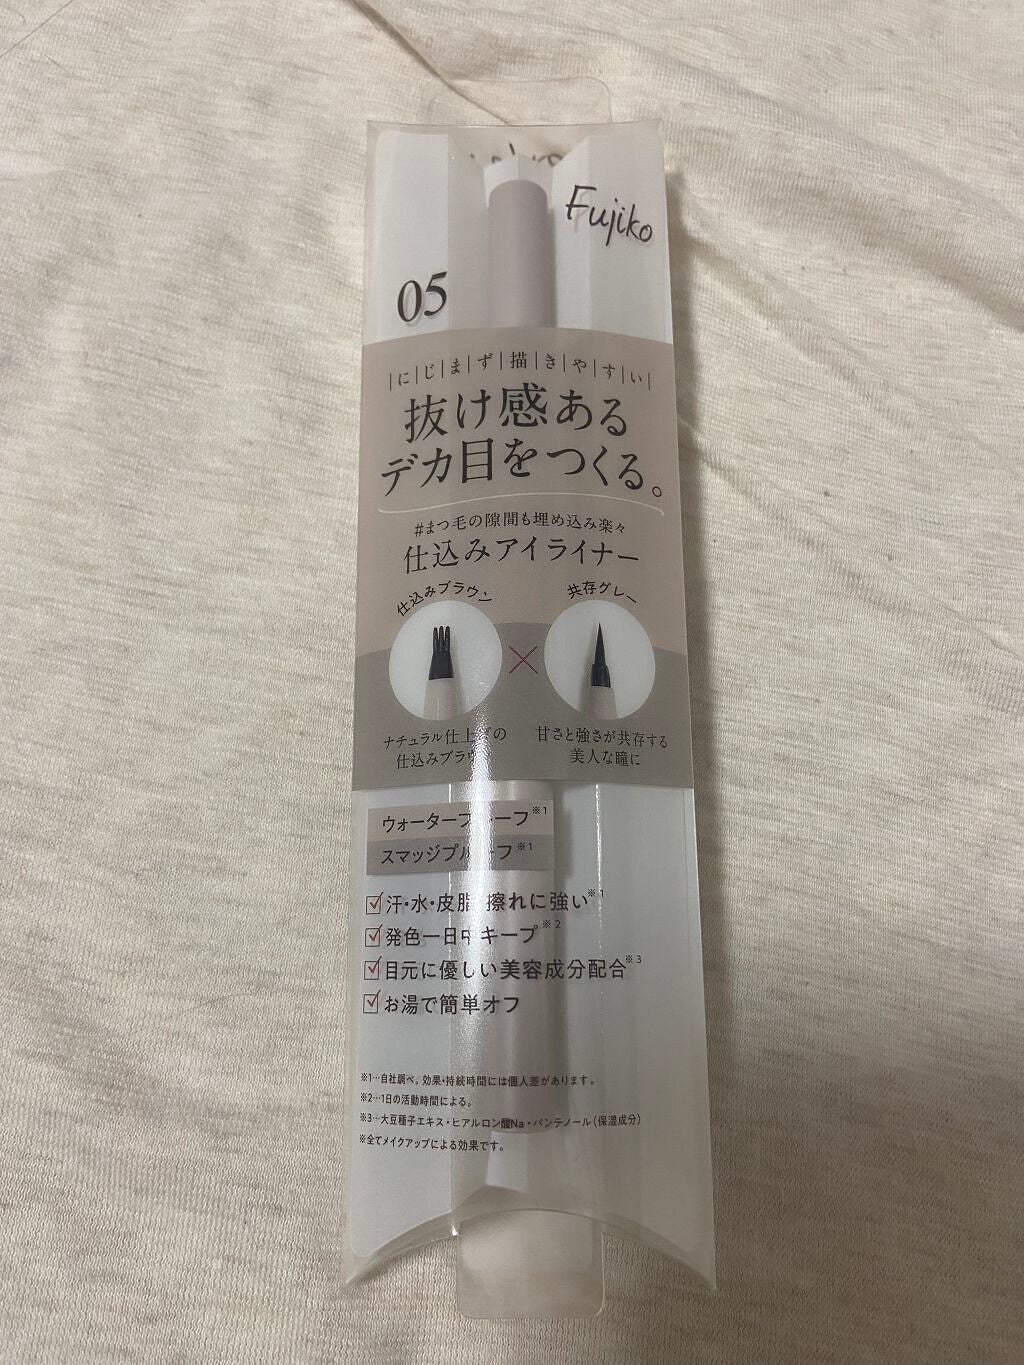 Fujiko
05
|に|じ|ま|ず|描|き|や|す|い|
抜け感ある
デカ目をつくる。
#まつ毛の隙間も埋め込み楽々
仕込みアイライナー
仕込みブラウン
共存グレー
ナチュラル仕上げの
仕込みブラウ
甘さと強さが共存する
美人な瞳に
ウォータープルーフ※1
スマッジプルーフ※1
汗・水・皮脂・擦れに強い※1
発色一日中キープ※2
目元に優しい美容成分配合※3
お湯で簡単オフ
※1…自社調べ。効果・持続時間には個人差があります。
※2…1日の活動時間による。
※3…大豆種子エキス・ヒアルロン酸Na・パンテノール(保湿成分)
※全てメイクアップによる効果です。